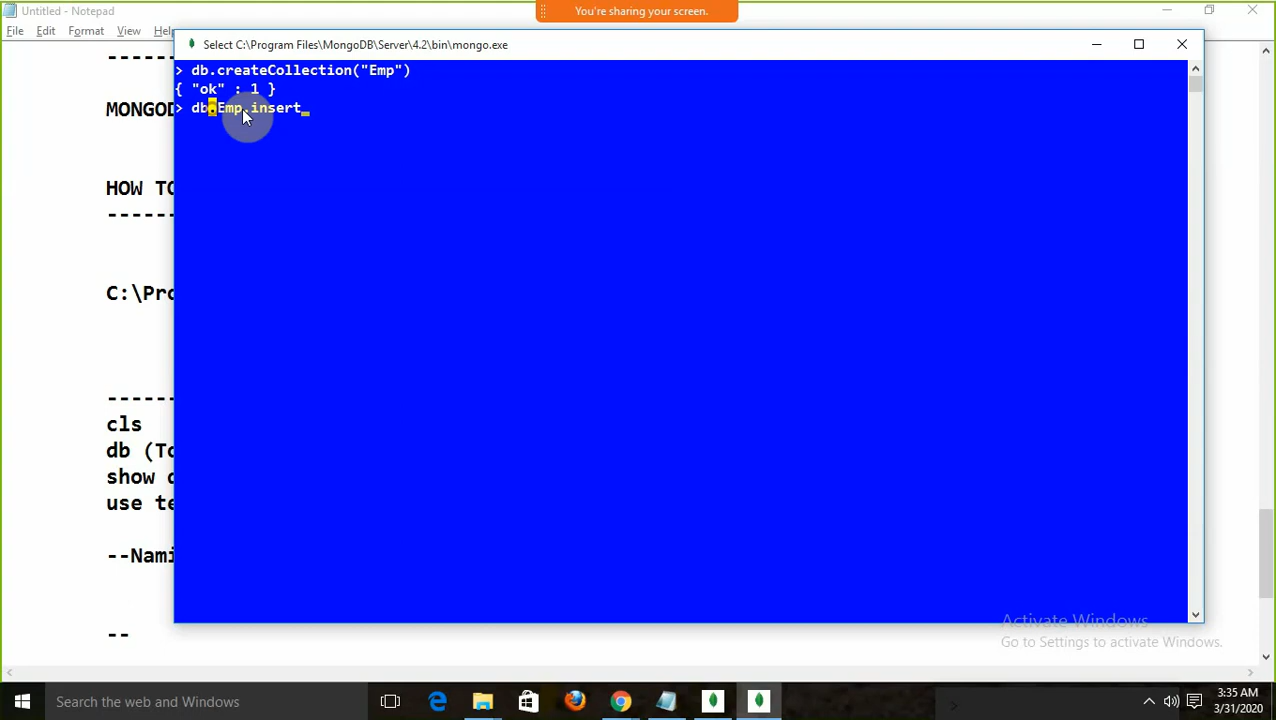 Untitled - Notepad
You're sharing your screen.
File Edit Format View Help
Select C:\Program Files\MongoDB\Server\4.2\bin\mongo.exe
> db.createCollection("Emp")
{ "ok" : 1 }
> db.Emp.insert_
------
MONGOD
HOW TO
------
C:\Pro
------
cls
db (To
show d
use te
--Nami
--
Activate Windows
Go to Settings to activate Windows.
Search the web and Windows
3:35 AM
3/31/2020